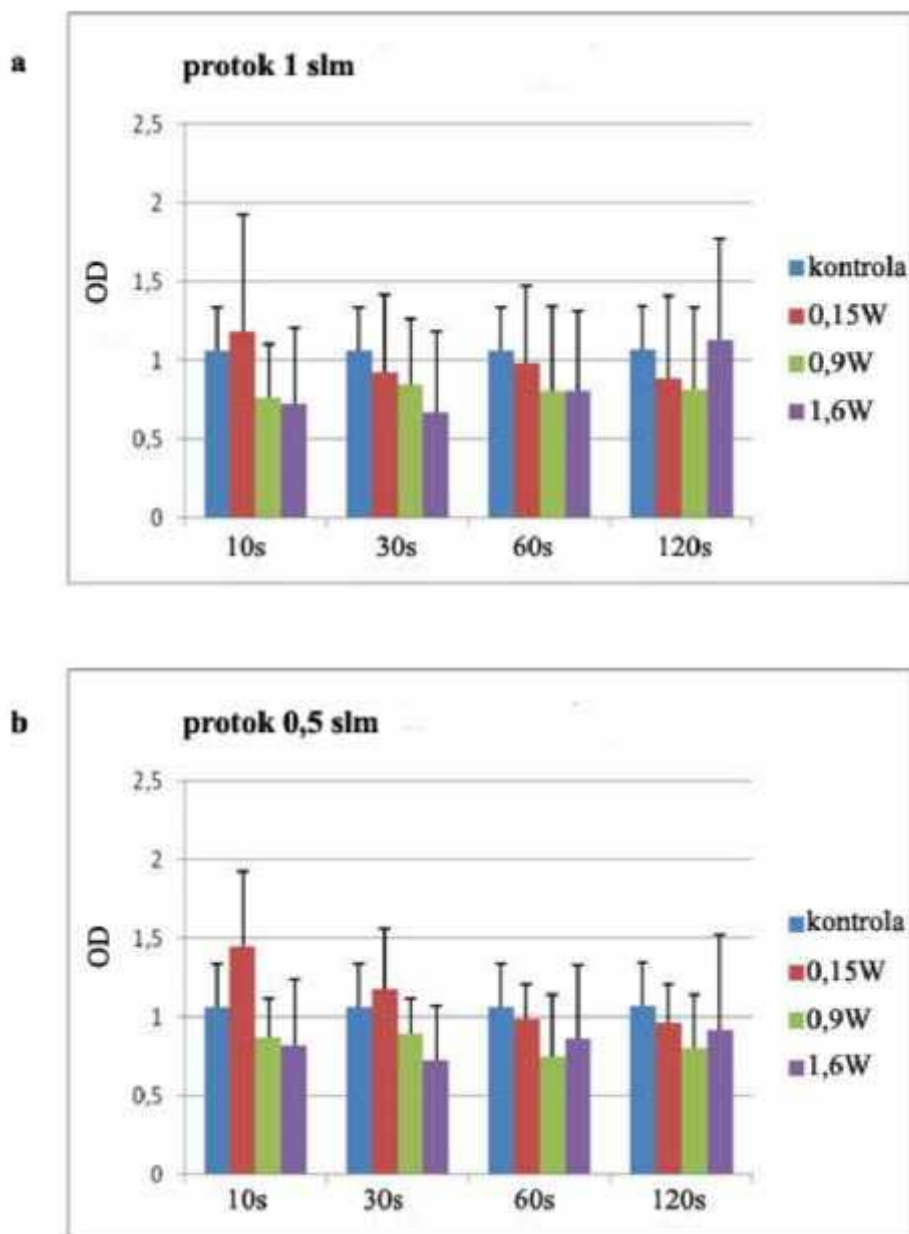 a
protok 1 slm
2,5
2
1,5
1
0,5
0
OD
10s 30s 60s 120s
kontrola
0,15W
0,9W
1,6W
b
protok 0,5 slm
2,5
2
1,5
1
0,5
0
OD
10s 30s 60s 120s
kontrola
0,15W
0,9W
1,6W